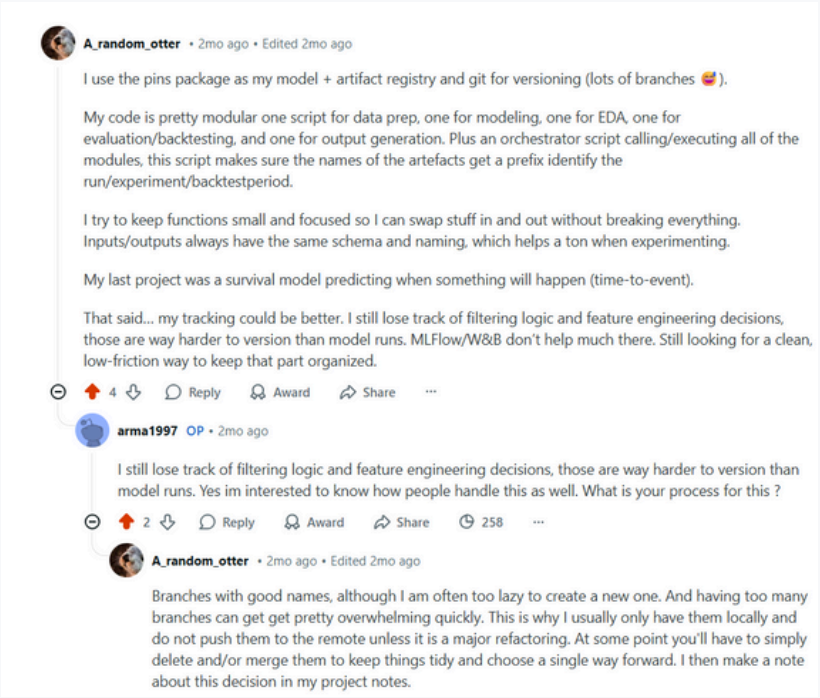 A_random_otter • 2mo ago • Edited 2mo ago
I use the pins package as my model + artifact registry and git for versioning (lots of branches 😅 ).
My code is pretty modular one script for data prep, one for modeling, one for EDA, one for
evaluation/backtesting, and one for output generation. Plus an orchestrator script calling/executing all of the
modules, this script makes sure the names of the artefacts get a prefix identify the
run/experiment/backtestperiod.
I try to keep functions small and focused so I can swap stuff in and out without breaking everything.
Inputs/outputs always have the same schema and naming, which helps a ton when experimenting.
My last project was a survival model predicting when something will happen (time-to-event).
That said... my tracking could be better. I still lose track of filtering logic and feature engineering decisions,
those are way harder to version than model runs. MLFlow/W&B don't help much there. Still looking for a clean,
low-friction way to keep that part organized.
4 Reply Award Share ...
arma1997 OP • 2mo ago
I still lose track of filtering logic and feature engineering decisions, those are way harder to version than
model runs. Yes im interested to know how people handle this as well. What is your process for this ?
2 Reply Award Share 258 ...
A_random_otter • 2mo ago • Edited 2mo ago
Branches with good names, although I am often too lazy to create a new one. And having too many
branches can get get pretty overwhelming quickly. This is why I usually only have them locally and
do not push them to the remote unless it is a major refactoring. At some point you'll have to simply
delete and/or merge them to keep things tidy and choose a single way forward. I then make a note
about this decision in my project notes.